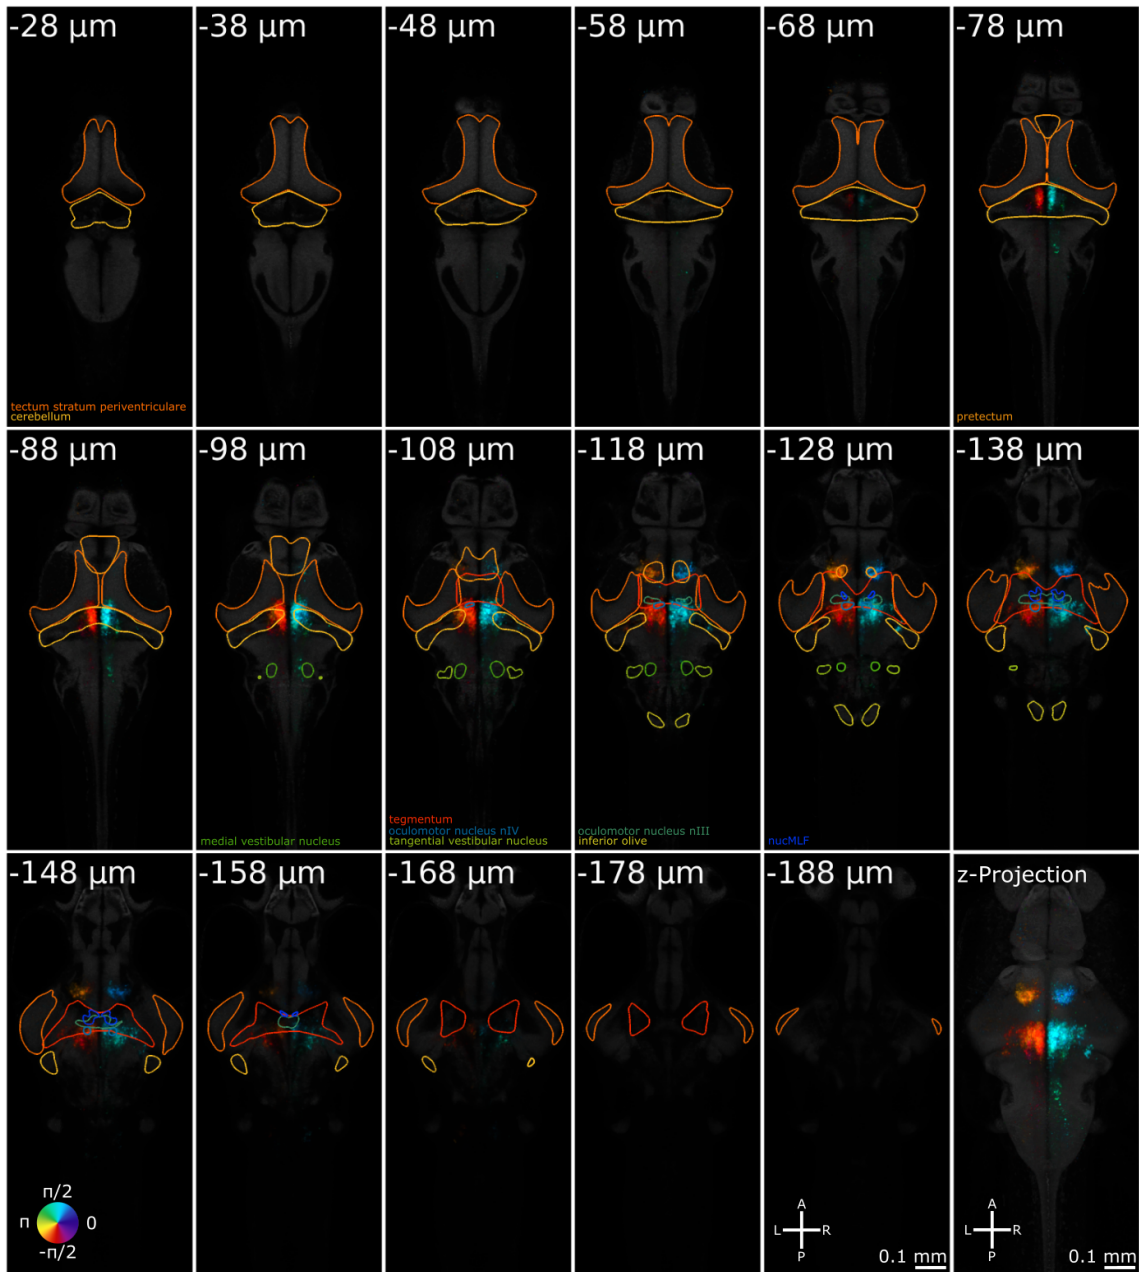 -28 μm
-38 μm
-48 μm
-58 μm
-68 μm
-78 μm
tectum stratum periventriculare
cerebellum
pretectum
-88 μm
-98 μm
-108 μm
-118 μm
-128 μm
-138 μm
medial vestibular nucleus
tegmentum
oculomotor nucleus nIV
tangential vestibular nucleus
oculomotor nucleus nIII
inferior olive
nucMLF
-148 μm
-158 μm
-168 μm
-178 μm
-188 μm
z-Projection
π/2
π
0
-π/2
A
L
R
P
0.1 mm
A
L
R
P
0.1 mm